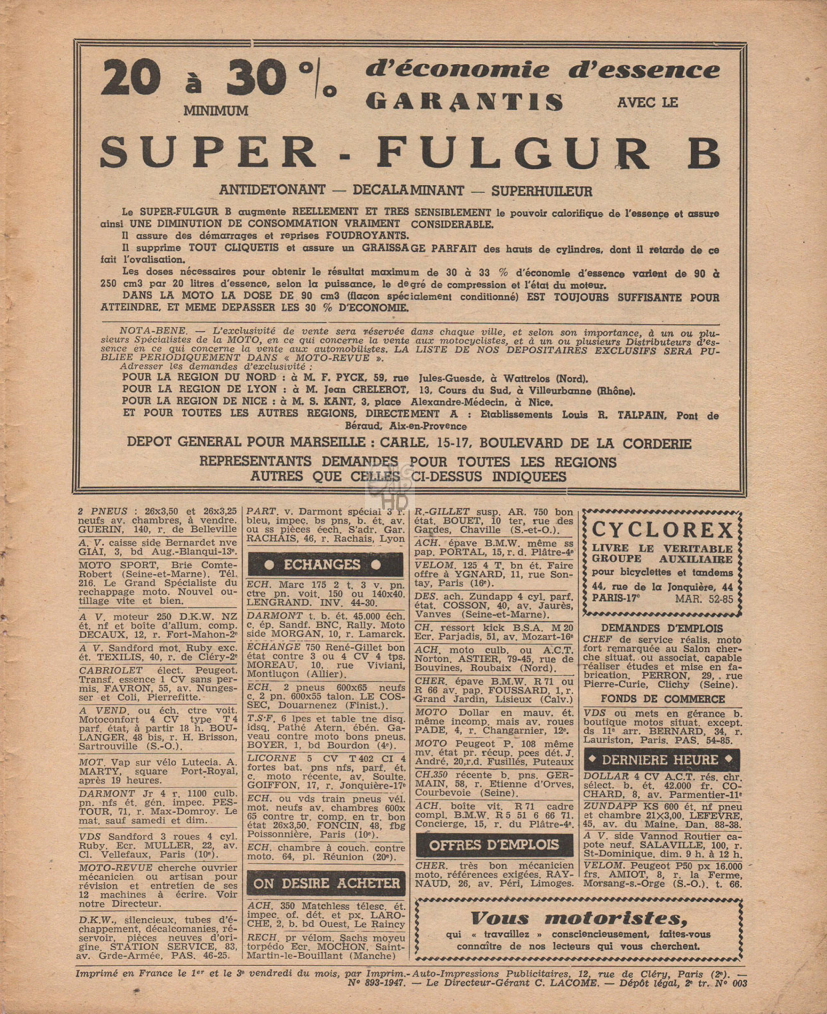 20 à 30 % d'économie d'essence
MINIMUM GARANTIS AVEC LE
SUPER - FULGUR B
ANTIDETONANT — DECALAMINANT — SUPERHUILEUR
Le SUPER-FULGUR B augmente REELLEMENT ET TRES SENSIBLEMENT le pouvoir calorifique de l'essence et assure
ainsi UNE DIMINUTION DE CONSOMMATION VRAIMENT CONSIDERABLE.
Il assure des démarrages et reprises FOUDROYANTS.
Il supprime TOUT CLIQUETIS et assure un GRAISSAGE PARFAIT des hauts de cylindres, dont il retarde de ce
fait l'ovalisation.
Les doses nécessaires pour obtenir le résultat maximum de 30 à 33 % d'économie d'essence varient de 90 à
250 cm3 par 20 litres d'essence, selon la puissance, le degré de compression et l'état du moteur.
DANS LA MOTO LA DOSE DE 90 cm3 (flacon spécialement conditionné) EST TOUJOURS SUFFISANTE POUR
ATTEINDRE, ET MEME DEPASSER LES 30 % D'ECONOMIE.
NOTA-BENE. — L'exclusivité de vente sera réservée dans chaque ville, et selon son importance, à un ou plu-
sieurs Spécialistes de la MOTO, en ce qui concerne la vente aux motocyclistes, et à un ou plusieurs Distributeurs d'es-
sence en ce qui concerne la vente aux automobilistes. LA LISTE DE NOS DEPOSITAIRES EXCLUSIFS SERA PU-
BLIEE PERIODIQUEMENT DANS « MOTO-REVUE ».
Adresser les demandes d'exclusivité :
POUR LA REGION DU NORD : à M. F. PYCK, 59, rue Jules-Guesde, à Wattrelos (Nord).
POUR LA REGION DE LYON : à M. Jean CRELEROT, 13, Cours du Sud, à Villeurbanne (Rhône).
POUR LA REGION DE NICE : à M. S. KANT, 3, place Alexandre-Médecin, à Nice.
ET POUR TOUTES LES AUTRES REGIONS, DIRECTEMENT A : Etablissements Louis R. TALPAIN, Pont de
Béraud, Aix-en-Provence
DEPOT GENERAL POUR MARSEILLE : CARLE, 15-17, BOULEVARD DE LA CORDERIE
REPRESENTANTS DEMANDES POUR TOUTES LES REGIONS
AUTRES QUE CELLES CI-DESSUS INDIQUEES
HD
2 PNEUS : 26x3,50 et 26x3,25
neufs av. chambres, à vendre.
GUERIN, 140, r. de Belleville
A. V. caisse side Bernardet nve
GIAI, 3, bd Aug.-Blanqui-13e.
MOTO SPORT, Brie Comte-
Robert (Seine-et-Marne). Tél.
216. Le Grand Spécialiste du
rechappage moto. Nouvel ou-
tillage vite et bien.
A V. moteur 250 D.K.W. NZ
ét. nf et boîte d'allum. comp.
DECAUX, 12, r. Fort-Mahon-2e
A V. Sandford mot. Ruby exc.
ét. TEXILIS, 40, r. de Cléry-2e
CABRIOLET élect. Peugeot.
Transf. essence 1 CV sans per-
mis, FAVRON, 55, av. Nunges-
ser et Coli, Pierrefitte.
A VEND. ou éch. ctre voit.
Motoconfort 4 CV type T 4
parf. état, à partir 18 h. BOU-
LANGER, 48 bis, r. H. Brisson,
Sartrouville (S.-O.).
MOT. Vap sur vélo Lutecia. A.
MARTY, square Port-Royal,
après 19 heures.
DARMONT Jr 4 r. 1100 culb.
pn. nfs ét. gén. impec. PES-
TOUR, 71, r. Max-Domroy. Le
mat. sauf samedi et dim.
VDS Sandford 3 roues 4 cyl.
Ruby. Ecr. MULLER, 22, av.
Cl. Vellefaux, Paris (10e).
MOTO-REVUE cherche ouvrier
mécanicien ou artisan pour
révision et entretien de ses
12 machines à écrire. Voir
notre Directeur.
D.K.W., silencieux, tubes d'é-
chappement, décalcomanies, ré-
servoir, pièces neuves d'ori-
gine. STATION SERVICE, 83,
av. Grde-Armée, PAS. 46-25.
PART. v. Darmont spécial 3 r.
bleu, impec. bs pns, b. ét. av.
ou ss pièces éech. S'adr. Gar.
RACHAIS, 46, r. Rachais, Lyon
ECHANGES
ECH. Marc 175 2 t. 3 v. pn.
ctre pn. voit. 150 ou 140x40.
LENGRAND. INV. 44-30.
DARMONT t. b. ét. 45.000 éch.
c. ép. Sandf. BNC, Rally. Moto
side MORGAN, 10, r. Lamarck.
ECHANGE 750 René-Gillet bon
état contre 3 ou 4 CV 4 tps.
MOREAU, 10, rue Viviani,
Montluçon (Allier).
ECH. 2 pneus 600x65 neufs
c. 2 pn. 600x55 talon. LE COS-
SEC, Douarnenez (Finist.).
T.S.F. 6 lpes et table tne disq.
idsq. Pathé Atern. ébén. Ga-
veau contre moto bons pneus.
BOYER, 1, bd Bourdon (4e).
LICORNE 5 CV T 402 CI 4
fortes bat. pns nfs, parf. ét.
c. moto récente, av, Soulte.
GOIFFON, 17, r. Jonquière-17e
ECH. ou vds train pneus vél.
mot. neufs av. chambres 600x
65 contre tr. comp. en tr. bon
état 26x3,50. FONCIN, 48, fbg
Poissonnière. Paris (10e).
ECH. chambre à couch. contre
moto. 64, pl. Réunion (20e).
ON DESIRE ACHETER
ACH. 350 Matchless télesc. ét.
impec. of. dét. et px. LARO-
CHE, 2, b. bd Ouest, Le Raincy
RECH. pr vélom. Sachs moyeu
torpédo Ecr. MOCHON, Saint-
Martin-le-Bouillant (Manche)
R.-GILLET susp. AR. 750 bon
état. BOUET, 10 ter, rue des
Gardes, Chaville (S.-et-O.).
ACH. épave B.M.W. même ss
pap. PORTAL, 15, r. d. Plâtre-4e
VELOM. 125 4 T. bn ét. Faire
offre à YGNARD, 11, rue Son-
tay, Paris (16e).
DES. ach. Zundapp 4 cyl. parf.
état. COSSON, 40, av. Jaurès,
Vanves (Seine-et-Marne).
CH. ressort kick B.S.A. M 20
Ecr. Parjadis, 51, av. Mozart-16e
ACH. moto culb. ou A.C.T.
Norton. ASTIER, 79-45, rue de
Bouvines, Roubaix (Nord).
CHER. épave B.M.W. R 71 ou
R 66 av. pap. FOUSSARD, 1, r.
Grand Jardin, Lisieux (Calv.)
MOTO Dollar en mauv. ét.
même incomp. mais av. roues
PADE, 4, r. Changarnier, 12e.
MOTO Peugeot P. 108 même
mv. état pr. récup. pces dét. J.
André, 20, r.d. Fusillés, Puteaux
CH.350 récente b. pns. GER-
MAIN, 58, r. Etienne d'Orves,
Courbevoie (Seine).
ACH. boîte vit. R 71 cadre
compl. B.M.W. R 5 51 6 66 71.
Concierge, 15, r. du Plâtre-4e.
OFFRES D'EMPLOIS
CHER. très bon mécanicien
moto, références exigées. RAY-
NAUD, 26, av. Péri, Limoges.
CYCLOREX
LIVRE LE VERITABLE
GROUPE AUXILIAIRE
pour bicyclettes et tandems
44, rue de la Jonquière, 44
PARIS-17e MAR. 52-85
DEMANDES D'EMPLOIS
CHEF de service réalis. moto
fort remarquée au Salon cher-
che situat. ou associat. capable
réaliser études et mise en fa-
brication. PERRON, 29, rue
Pierre-Curie, Clichy (Seine).
FONDS DE COMMERCE
VDS ou mets en gérance b.
boutique motos situat. except.
ds 11e arr. BERNARD, 34, r.
Lauriston, Paris. PAS. 54-85.
DERNIERE HEURE
DOLLAR 4 CV A.C.T. rés. chr.
sélect. b. ét. 42.000 fr. CO-
CHARD, 8, av. Parmentier-11e
ZUNDAPP KS 600 ét. nf pneu
et chambre 21x3,00, LEFEVRE,
45, av. du Maine, Dan. 88-38.
A V. side Vannod Routier ca-
pote neuf. SALAVILLE, 100, r.
St-Dominique, dim. 9 h. à 12 h,
VELOM. Peugeot P50 px 16.000
frs. AMIOT, 8, r. la Ferme,
Morsang-s.-Orge (S.-O.). t. 66.
Vous motoristes,
qui « travaillez » consciencieusement, faites-vous
connaître de nos lecteurs qui vous cherchent.
Imprimé en France le 1er et le 3e vendredi du mois, par Imprim.-Auto-Impressions Publicitaires, 12, rue de Cléry, Paris (2e). —
No 893-1947. — Le Directeur-Gérant C. LACOME. — Dépôt légal, 2e tr. No 003